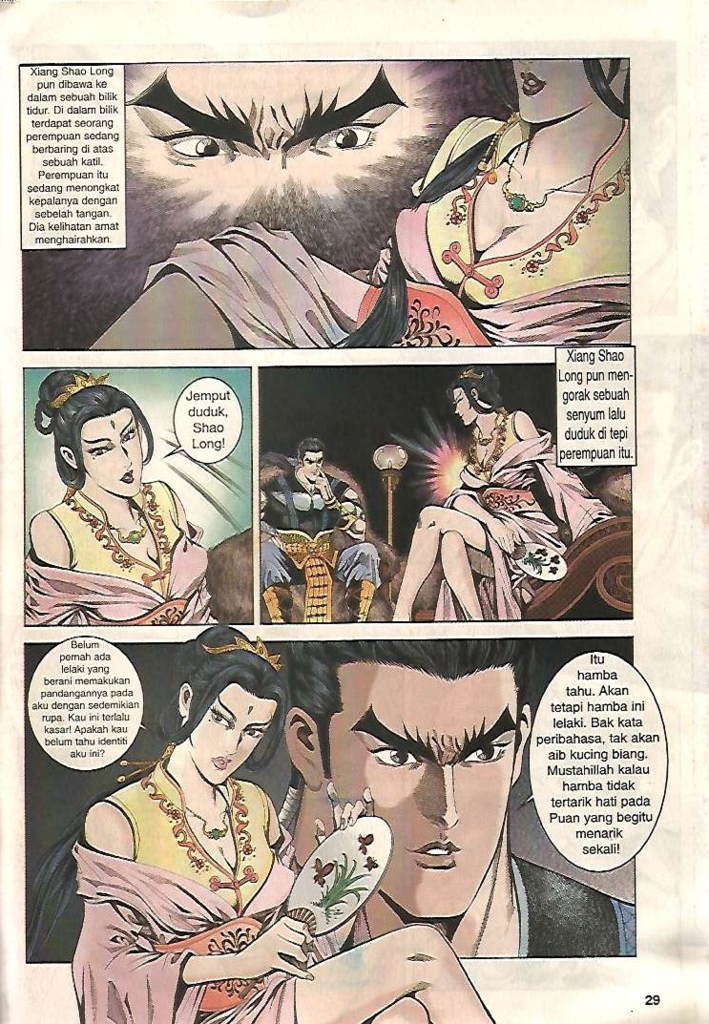 Xiang Shao Long
pun dibawa ke
dalam sebuah bilik
tidur. Di dalam bilik
terdapat seorang
perempuan sedang
berbaring di atas
sebuah katil.
Perempuan itu
sedang menongkat
kepalanya dengan
sebelah tangan.
Dia kelihatan amat
menghairahkan.
Jemput
duduk,
Shao
Long!
Xiang Shao
Long pun men-
gorak sebuah
senyum lalu
duduk di tepi
perempuan itu.
Belum
pernah ada
lelaki yang
berani memakukan
pandangannya pada
aku dengan sedemikian
rupa. Kau ini terlalu
kasar! Apakah kau
belum tahu identiti
aku ini?
Itu
hamba
tahu. Akan
tetapi hamba ini
lelaki. Bak kata
peribahasa, tak akan
aib kucing biang.
Mustahillah kalau
hamba tidak
tertarik hati pada
Puan yang begitu
menarik
sekali!
29